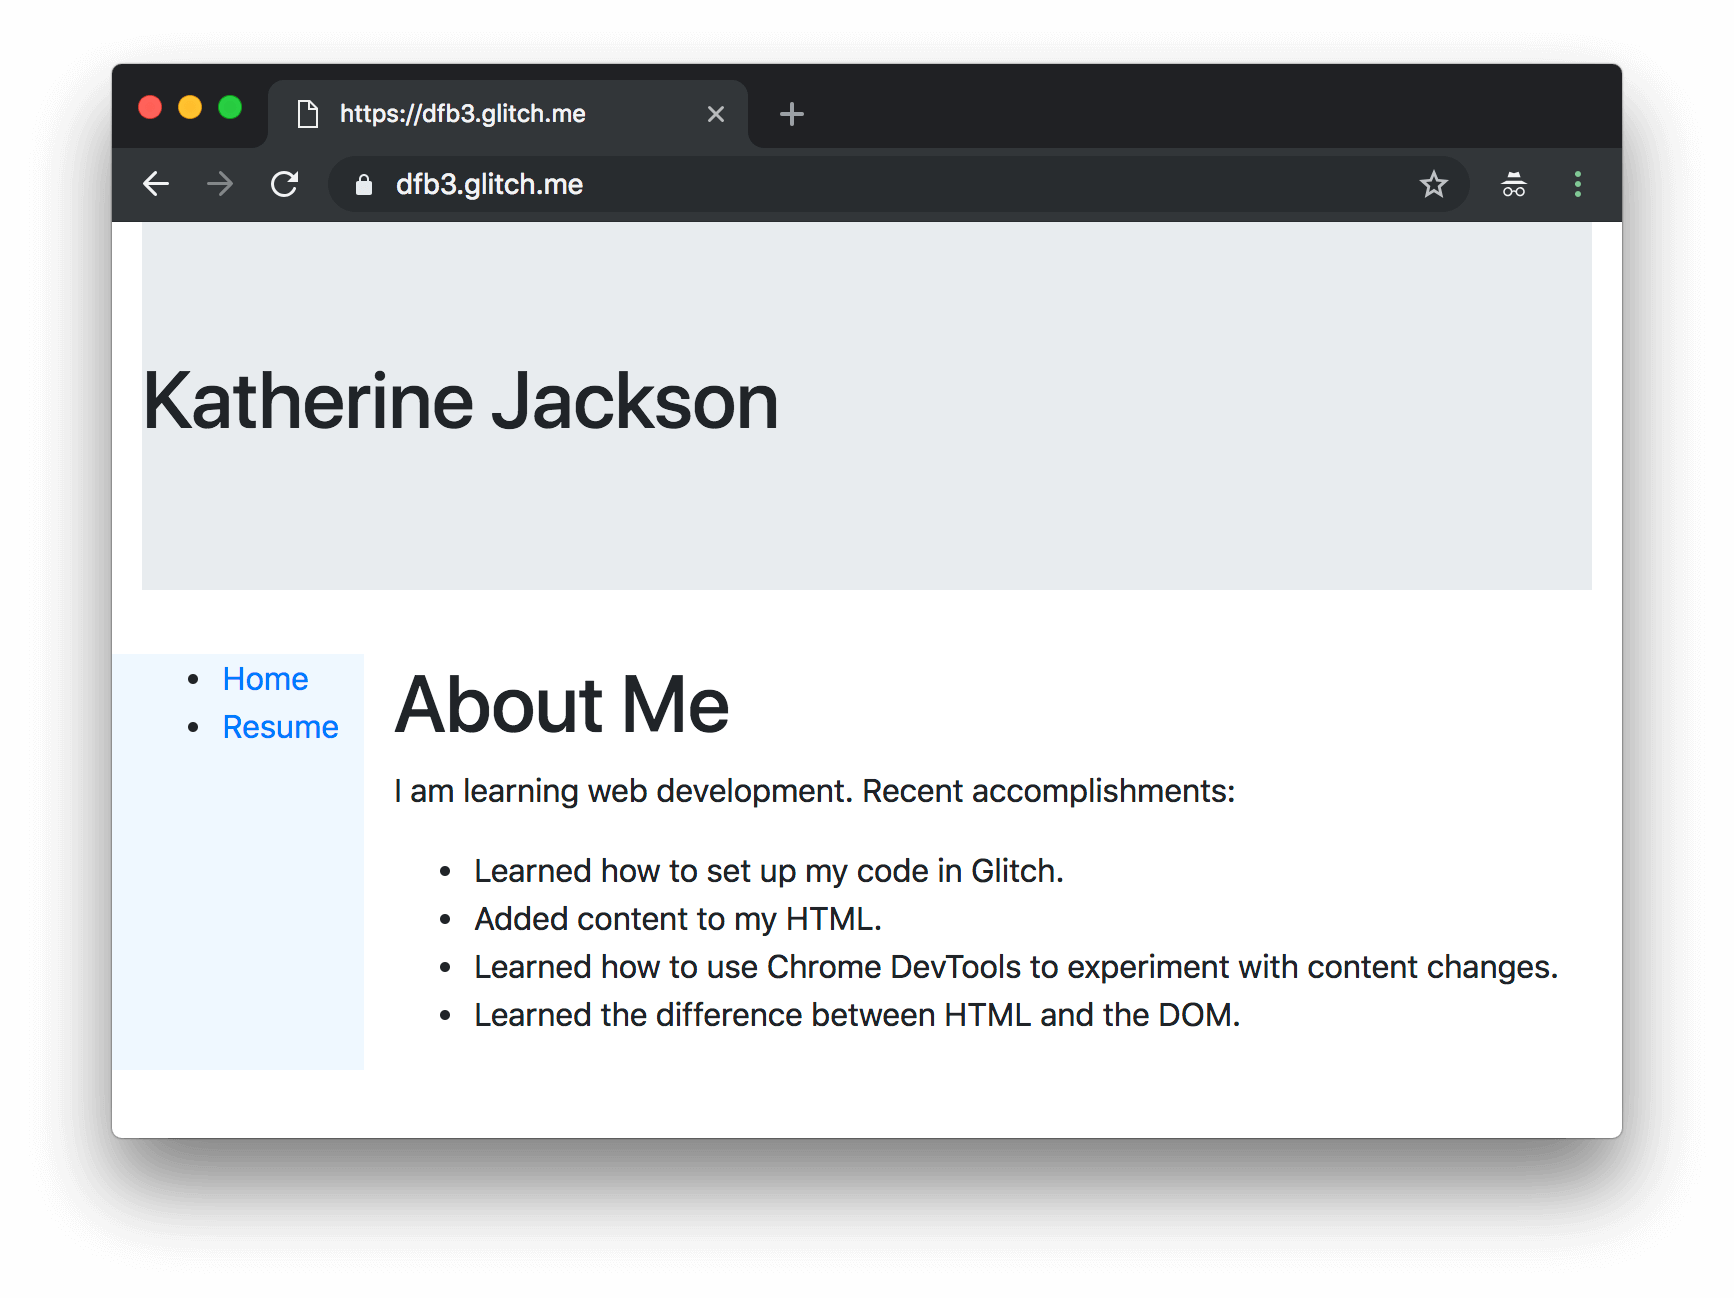 https://dfb3.glitch.me
dfb3.glitch.me
Katherine Jackson
Home
Resume
About Me
I am learning web development. Recent accomplishments:
Learned how to set up my code in Glitch.
Added content to my HTML.
Learned how to use Chrome DevTools to experiment with content changes.
Learned the difference between HTML and the DOM.